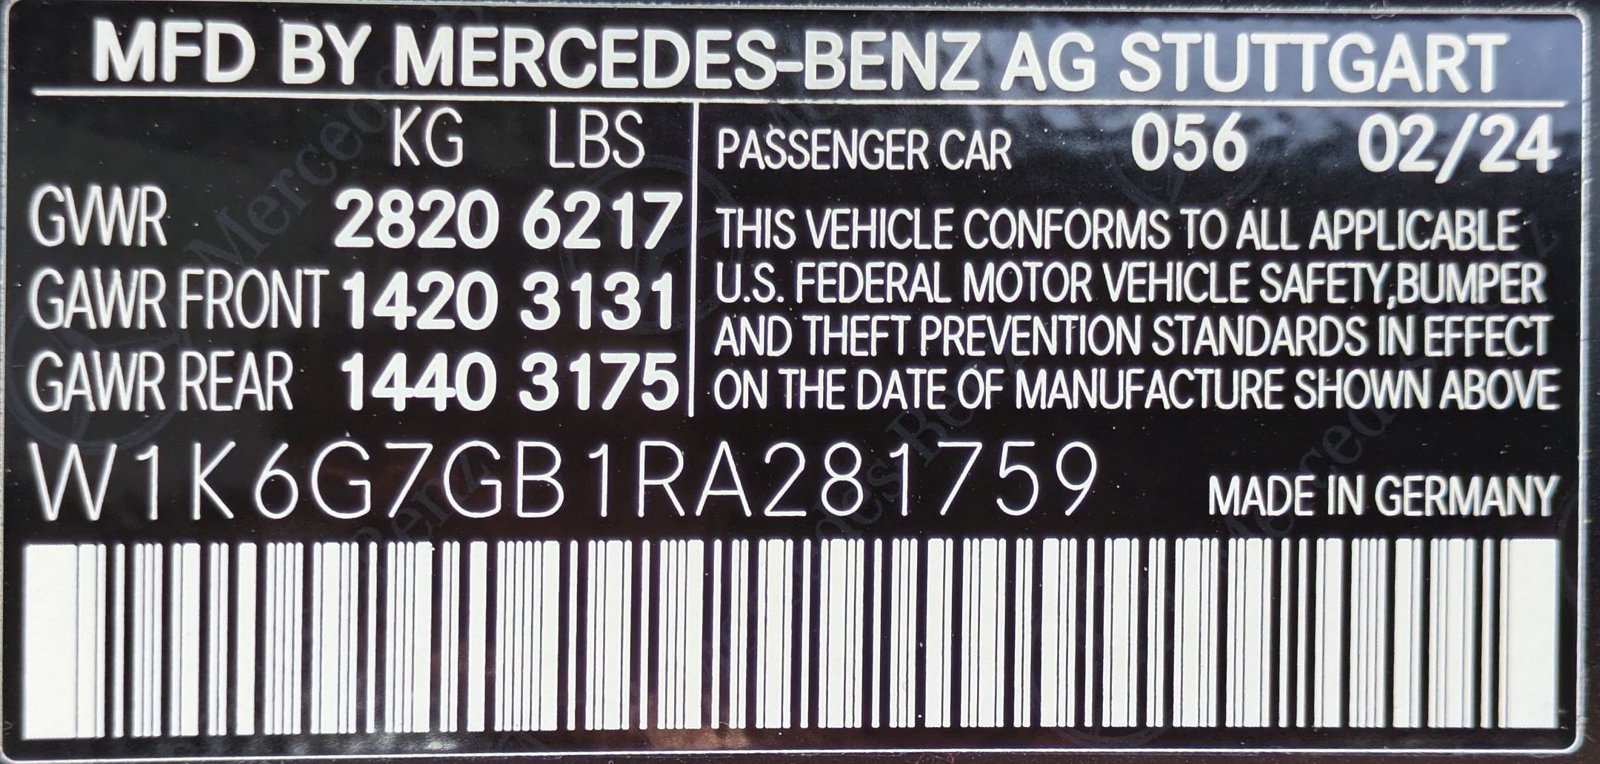 MFD BY MERCEDES-BENZ AG STUTTGART
KG LBS
GVWR 2820 6217
GAWR FRONT 1420 3131
GAWR REAR 1440 3175
PASSENGER CAR 056 02/24
THIS VEHICLE CONFORMS TO ALL APPLICABLE
U.S. FEDERAL MOTOR VEHICLE SAFETY,BUMPER
AND THEFT PREVENTION STANDARDS IN EFFECT
ON THE DATE OF MANUFACTURE SHOWN ABOVE
W1K6G7GB1RA281759
MADE IN GERMANY